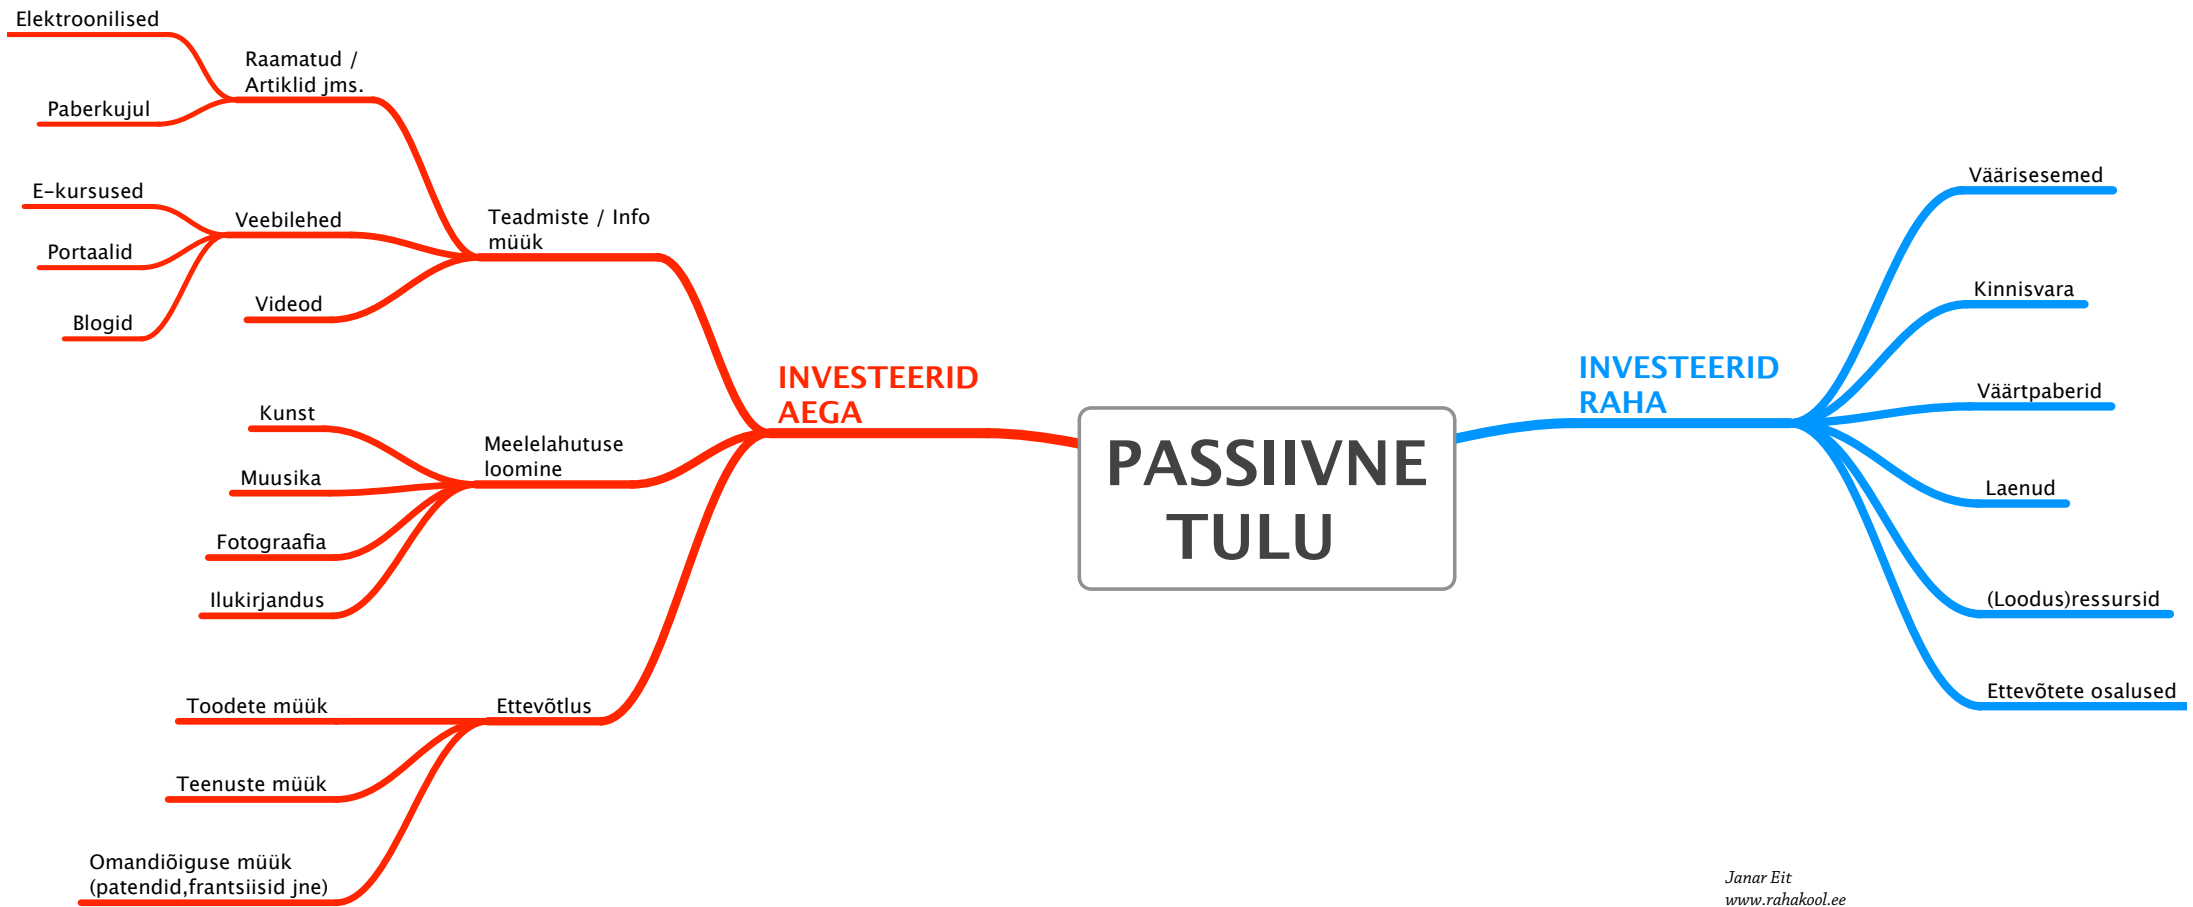 Elektroonilised
Raamatud /
Artiklid jms.
Paberkujul
E-kursused
Veebilehed
Portaalid
Blogid
Videod
Teadmiste / Info
müük
Kunst
Muusika
Fotograafia
Ilukirjandus
Meelelahutuse
loomine
Toodete müük
Teenuste müük
Omandiõiguse müük
(patendid,frantsiisid jne)
Ettevõtlus
INVESTEERID
AEGA
PASSIIVNE
TULU
INVESTEERID
RAHA
Väärisesemed
Kinnisvara
Väärtpaberid
Laenud
(Loodus)ressursid
Ettevõtete osalused
Janar Eit
www.rahakool.ee